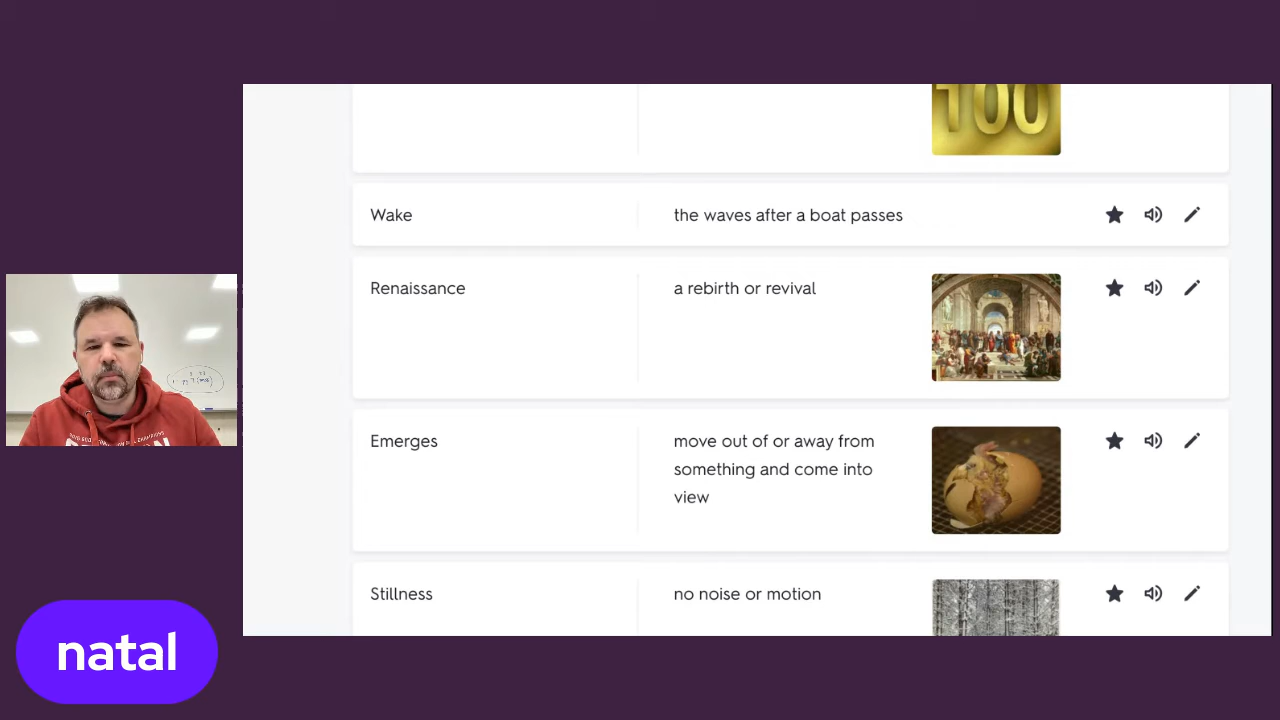 100
Wake
the waves after a boat passes
Renaissance
a rebirth or revival
Emerges
move out of or away from
something and come into
view
Stillness
no noise or motion
natal